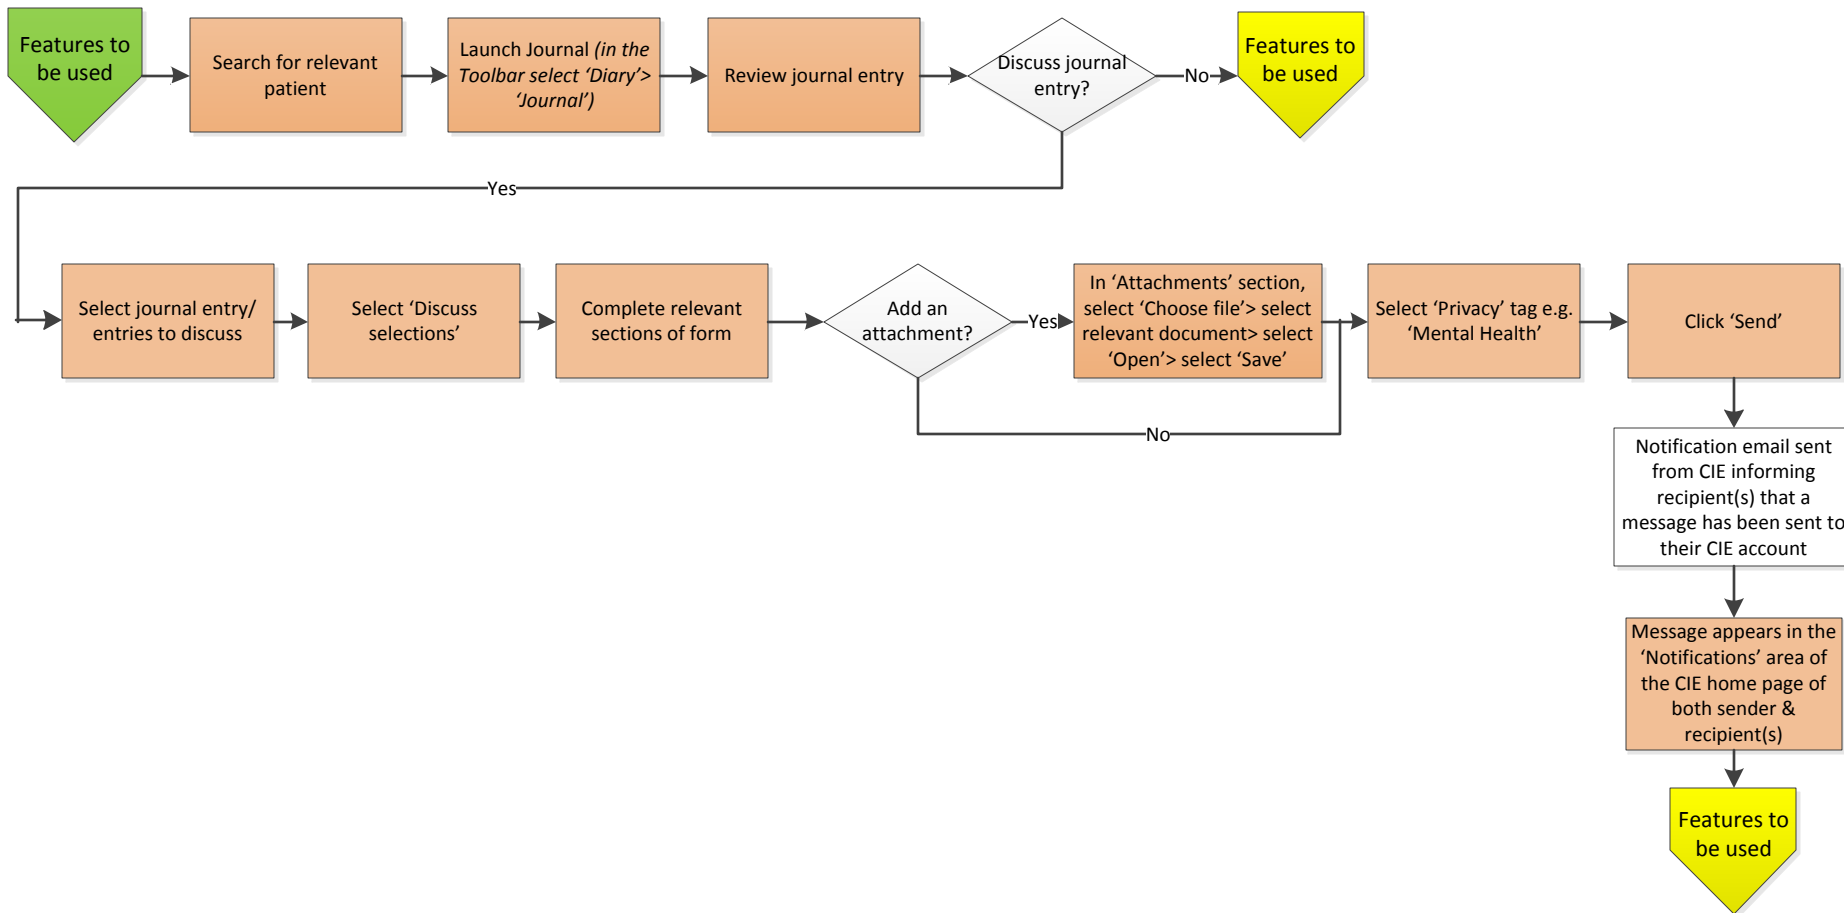 Features to
be used
Search for relevant
patient
Launch Journal (in the
Toolbar select ‘Diary’>
‘Journal’)
Review journal entry
Discuss journal
entry?
No
Features to
be used
Yes
Select journal entry/
entries to discuss
Select ‘Discuss
selections’
Complete relevant
sections of form
Add an
attachment?
Yes
In ‘Attachments’ section,
select ‘Choose file’> select
relevant document> select
‘Open’> select ‘Save’
Select ‘Privacy’ tag e.g.
‘Mental Health’
Click ‘Send’
No
Notification email sent
from CIE informing
recipient(s) that a
message has been sent to
their CIE account
Message appears in the
‘Notifications’ area of
the CIE home page of
both sender &
recipient(s)
Features to
be used